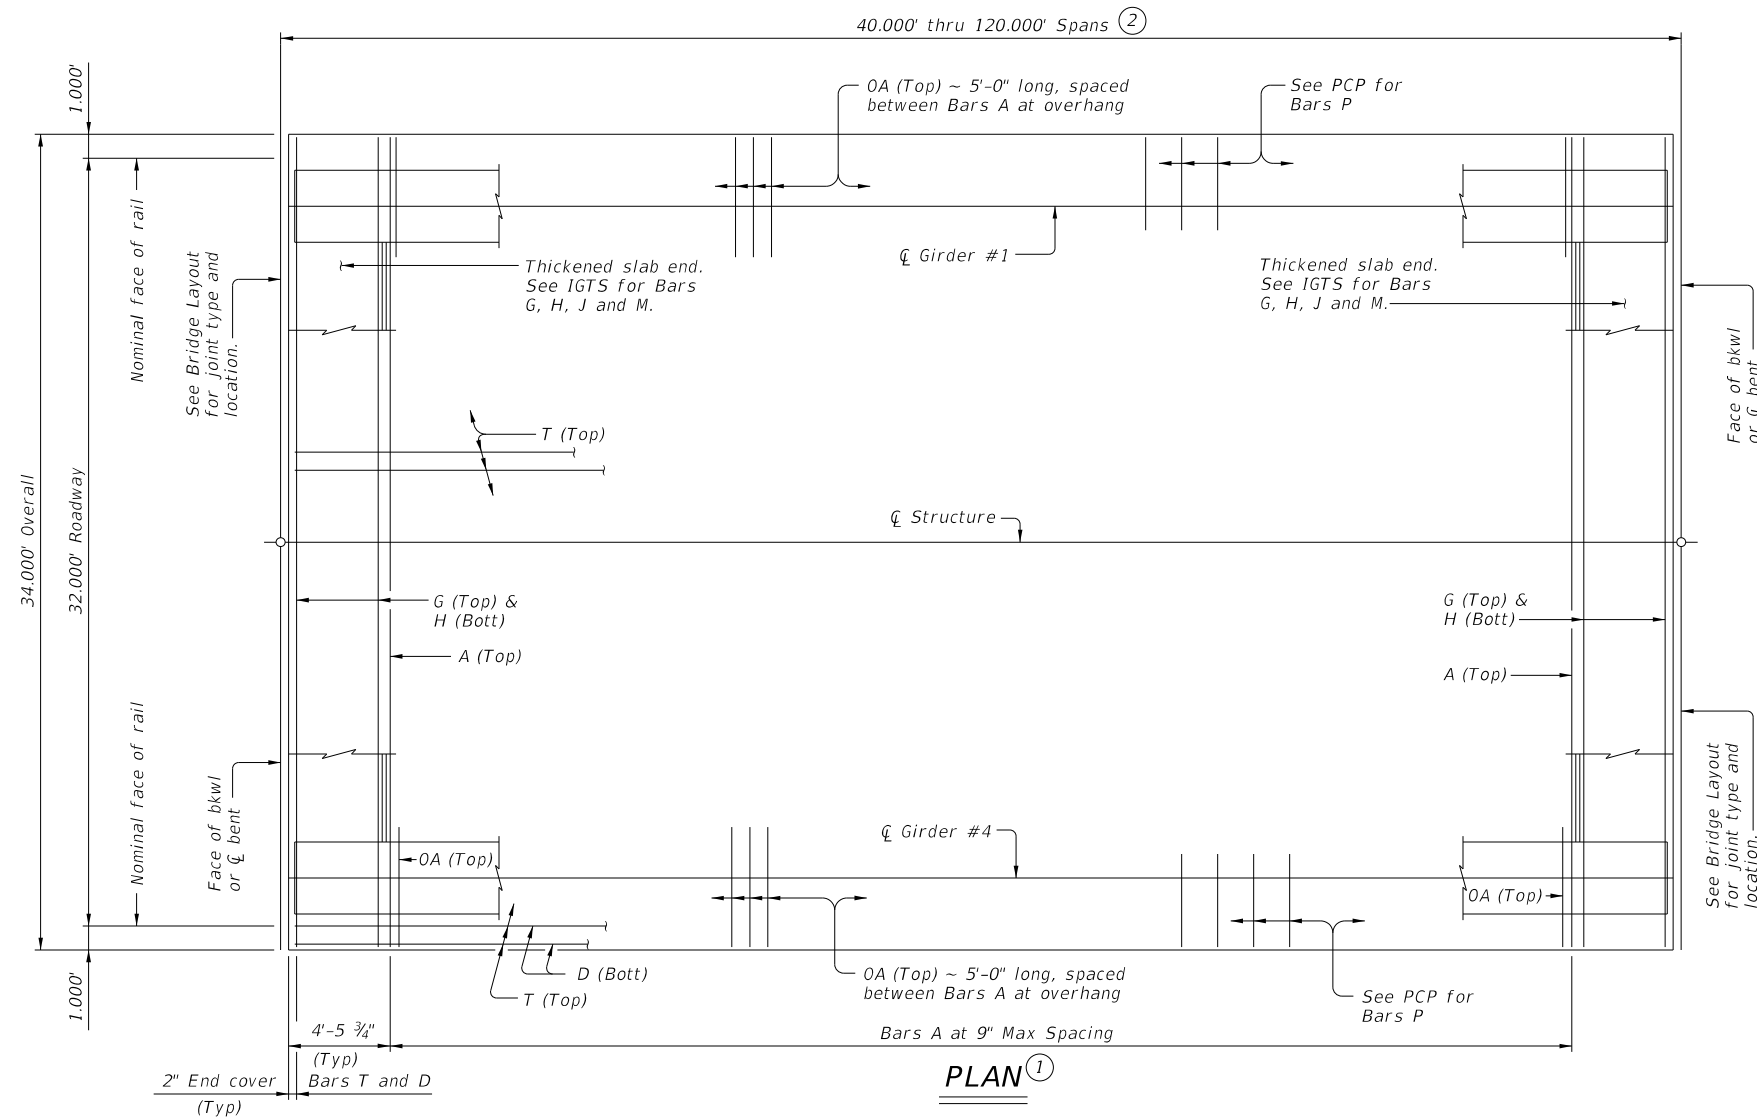 40.000' thru 120.000' Spans 2
1.000'
OA (Top) ~ 5'-0" long, spaced
between Bars A at overhang
See PCP for
Bars P
Nominal face of rail
See Bridge Layout
for joint type and
location.
℄ Girder #1
Thickened slab end.
See IGTS for Bars
G, H, J and M.
Thickened slab end.
See IGTS for Bars
G, H, J and M.
Face of bkwl
or ℄ bent
T (Top)
34.000' Overall
32.000' Roadway
℄ Structure
G (Top) &
H (Bott)
A (Top)
G (Top) &
H (Bott)
A (Top)
Nominal face of rail
Face of bkwl
or ℄ bent
See Bridge Layout
for joint type and
location.
℄ Girder #4
OA (Top)
OA (Top)
D (Bott)
T (Top)
OA (Top) ~ 5'-0" long, spaced
between Bars A at overhang
See PCP for
Bars P
1.000'
4'-5 ¾"
(Typ)
Bars A at 9" Max Spacing
2" End cover
(Typ)
Bars T and D
PLAN 1